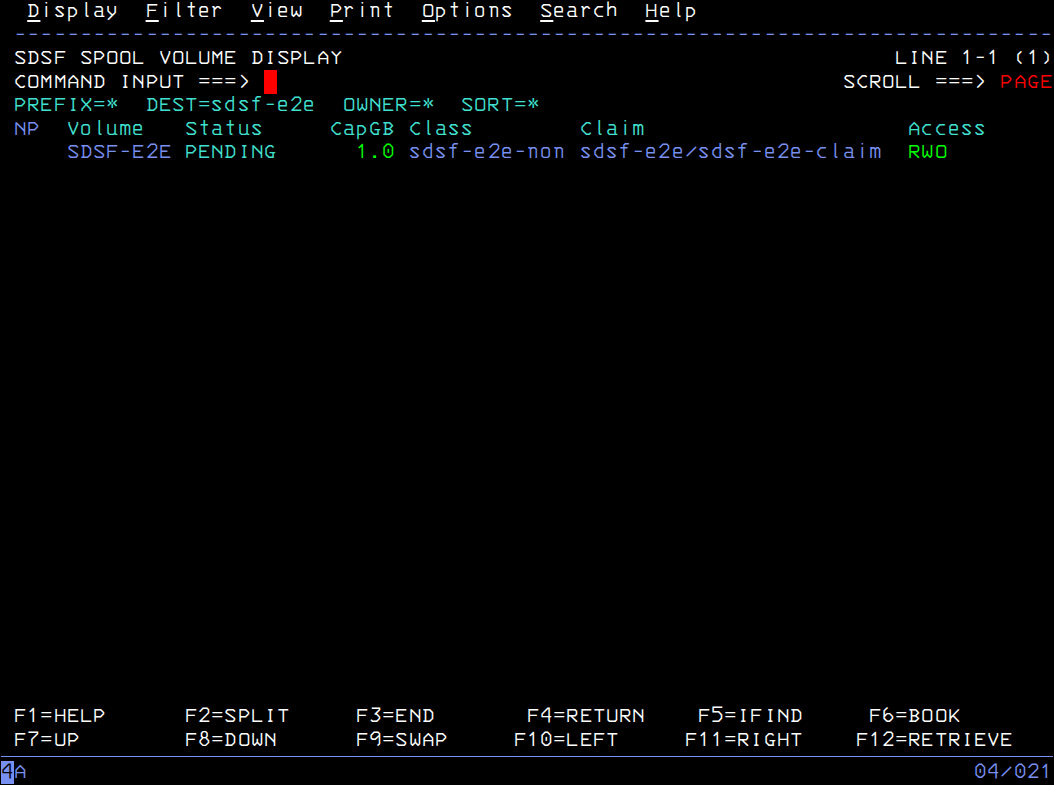 Display  Filter  View  Print  Options  Search  Help
-------------------------------------------------------------------------------
SDSF SPOOL VOLUME DISPLAY                                          LINE 1-1 (1)
COMMAND INPUT ===>                                             SCROLL ===> PAGE
PREFIX=*  DEST=sdsf-e2e  OWNER=*  SORT=*
NP  Volume   Status     CapGB Class        Claim                    Access
    SDSF-E2E PENDING      1.0 sdsf-e2e-non sdsf-e2e/sdsf-e2e-claim  RWO
F1=HELP      F2=SPLIT     F3=END       F4=RETURN    F5=IFIND     F6=BOOK
F7=UP        F8=DOWN      F9=SWAP     F10=LEFT     F11=RIGHT    F12=RETRIEVE
4A                                                                       04/021